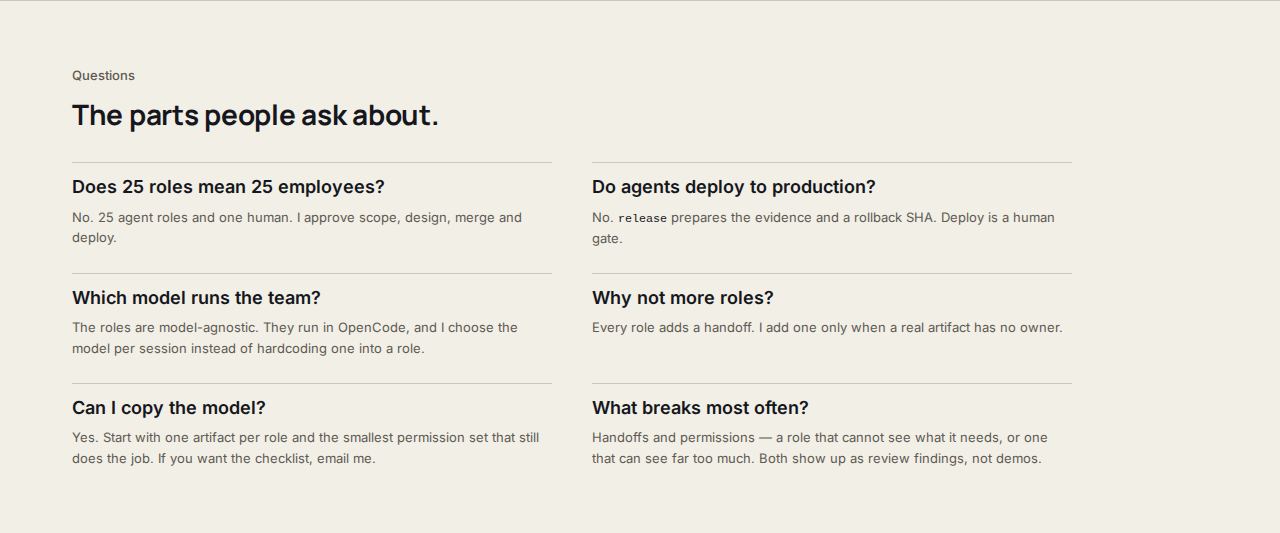 Questions
The parts people ask about.
Does 25 roles mean 25 employees?
No. 25 agent roles and one human. I approve scope, design, merge and
deploy.
Do agents deploy to production?
No. release prepares the evidence and a rollback SHA. Deploy is a human
gate.
Which model runs the team?
The roles are model-agnostic. They run in OpenCode, and I choose the
model per session instead of hardcoding one into a role.
Why not more roles?
Every role adds a handoff. I add one only when a real artifact has no owner.
Can I copy the model?
Yes. Start with one artifact per role and the smallest permission set that still
does the job. If you want the checklist, email me.
What breaks most often?
Handoffs and permissions — a role that cannot see what it needs, or one
that can see far too much. Both show up as review findings, not demos.